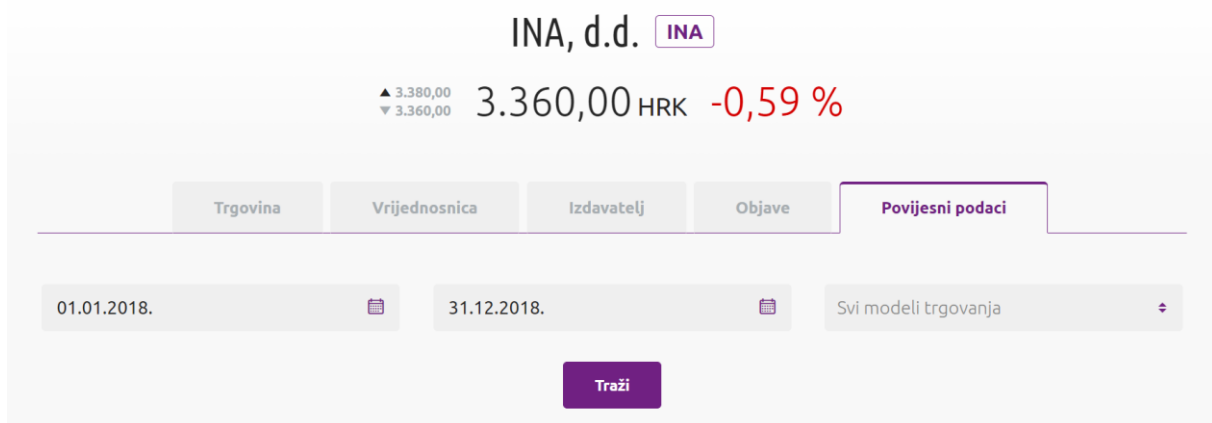 INA, d.d. INA
▲ 3.380,00
▼ 3.360,00
3.360,00 HRK -0,59 %
Trgovina Vrijednosnica Izdavatelj Objave Povijesni podaci
01.01.2018. 31.12.2018. Svi modeli trgovanja
Traži